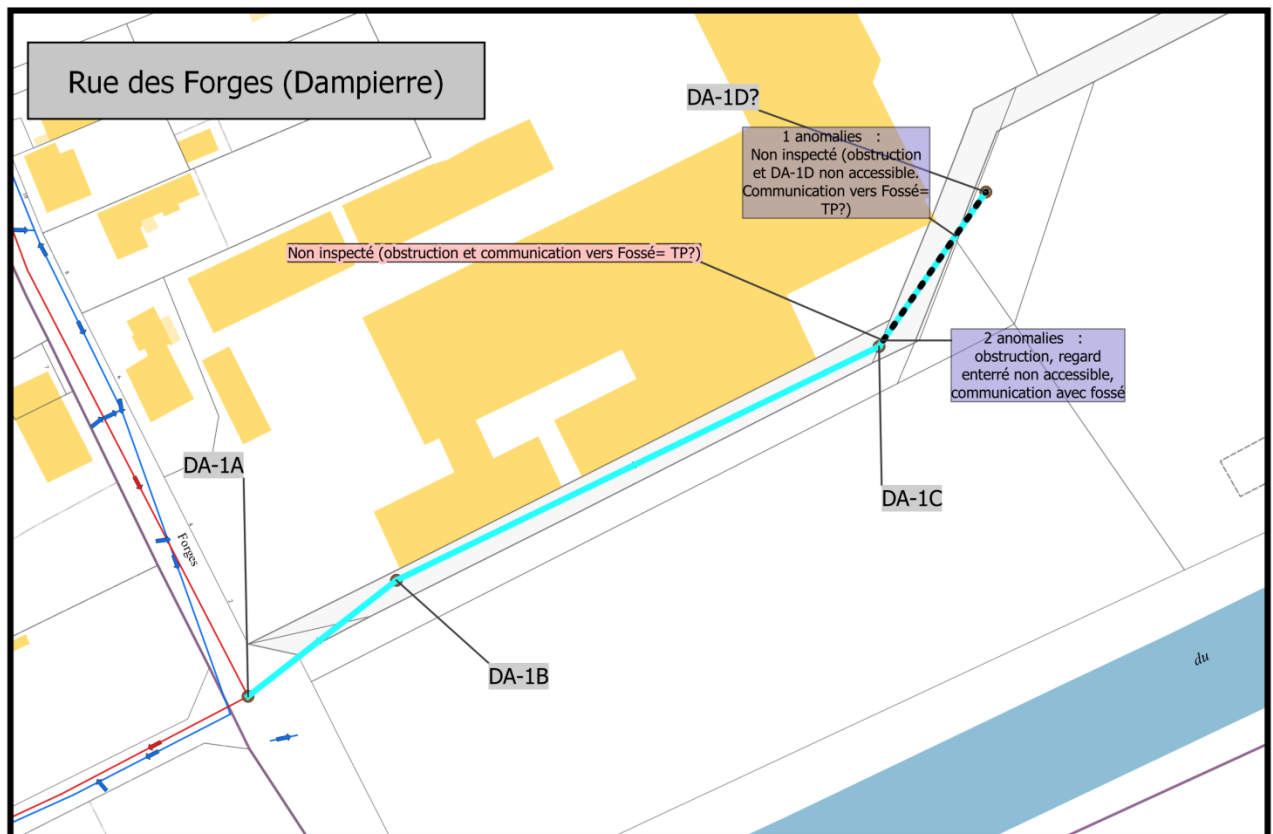 Rue des Forges (Dampierre)
DA-1D?
1 anomalies :
Non inspecté (obstruction
et DA-1D non accessible.
Communication vers Fossé=
TP?)
Non inspecté (obstruction et communication vers Fossé= TP?)
2 anomalies :
obstruction, regard
enterré non accessible,
communication avec fossé
DA-1A
DA-1C
Forges
DA-1B
du